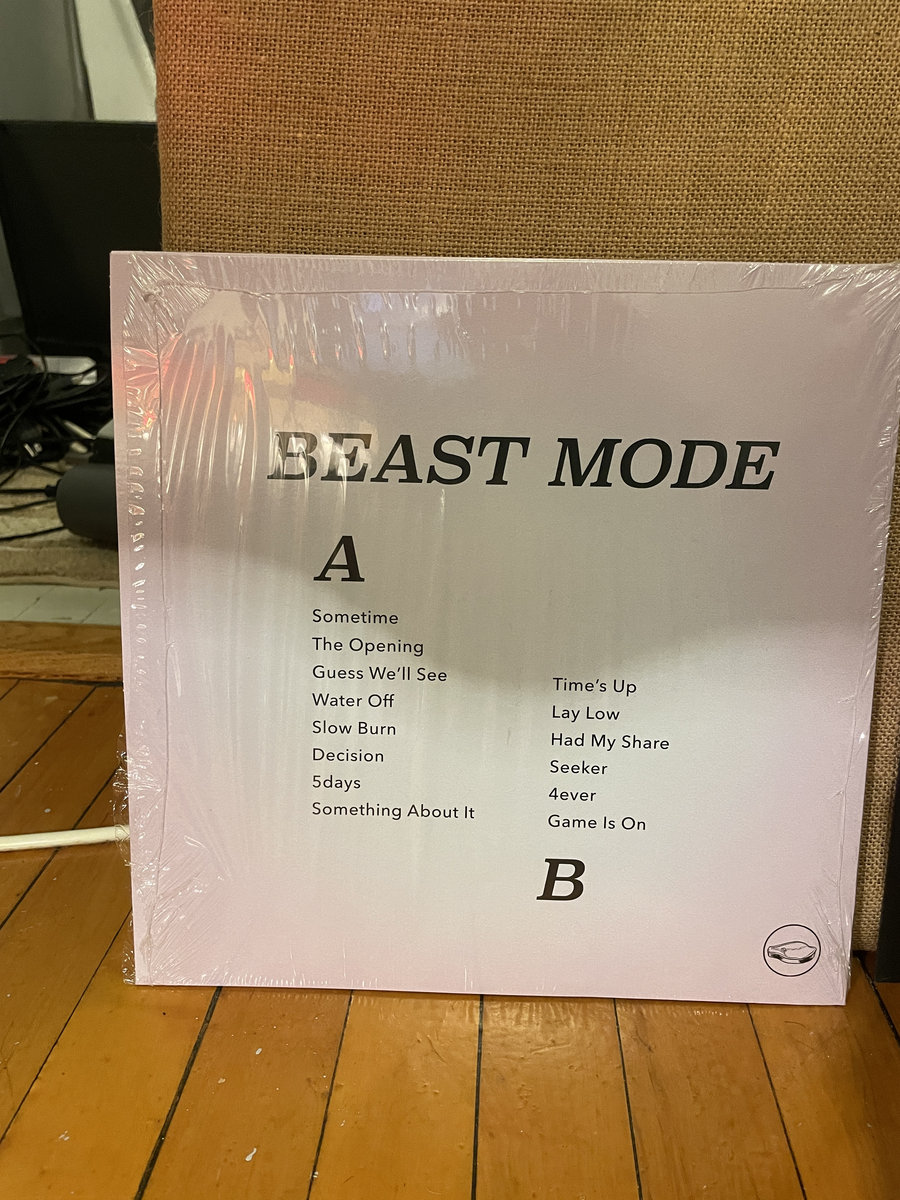 BEAST MODE
A
Sometime
The Opening
Guess We'll See
Water Off
Slow Burn
Decision
5days
Something About It
Time's Up
Lay Low
Had My Share
Seeker
4ever
Game Is On
B